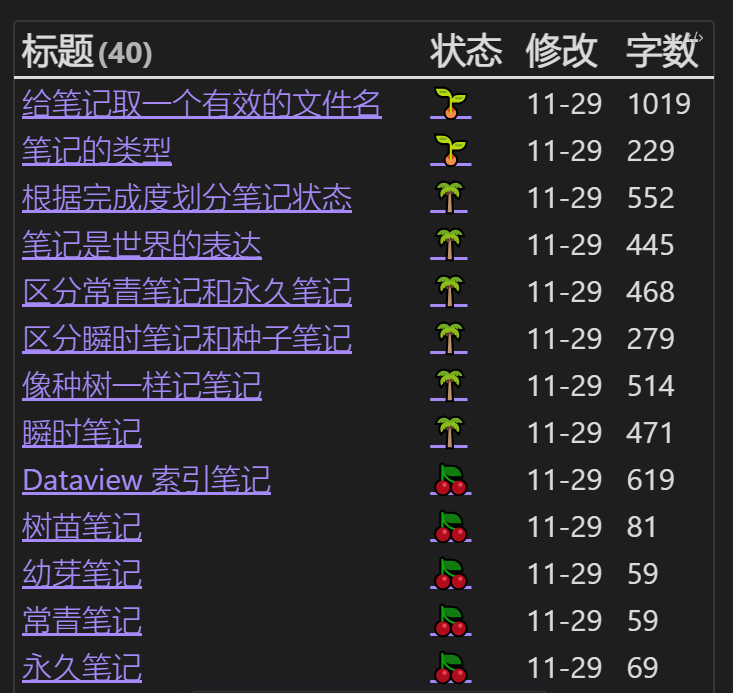 标题(40) 状态 修改 字数
给笔记取一个有效的文件名 🌱 11-29 1019
笔记的类型 🌱 11-29 229
根据完成度划分笔记状态 🌴 11-29 552
笔记是世界的表达 🌴 11-29 445
区分常青笔记和永久笔记 🌴 11-29 468
区分瞬时笔记和种子笔记 🌴 11-29 279
像种树一样记笔记 🌴 11-29 514
瞬时笔记 🌴 11-29 471
Dataview 索引笔记 🍒 11-29 619
树苗笔记 🍒 11-29 81
幼芽笔记 🍒 11-29 59
常青笔记 🍒 11-29 59
永久笔记 🍒 11-29 69